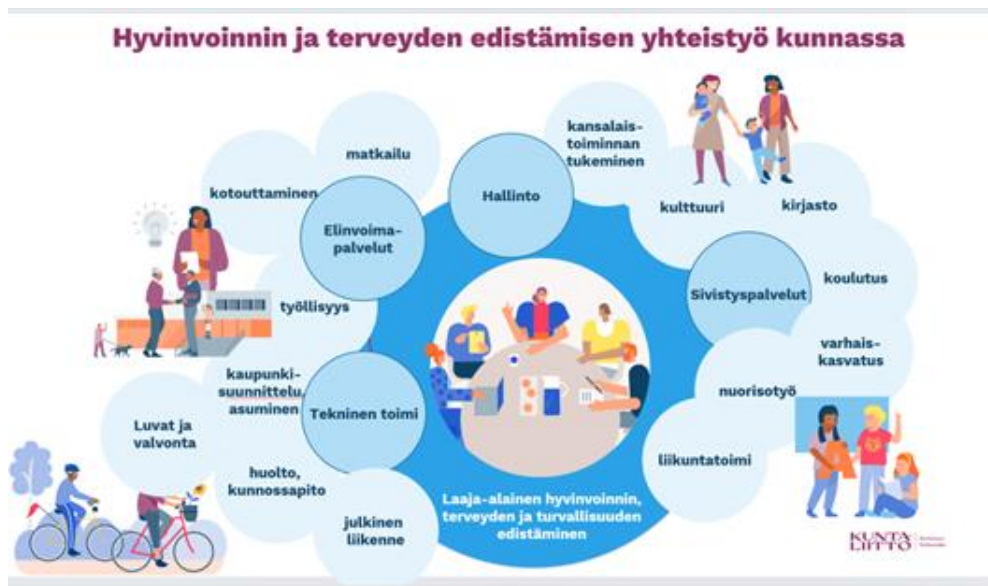 Hyvinvoinnin ja terveyden edistämisen yhteistyö kunnassa
matkailu
kotouttaminen
Elinvoima-
palvelut
työllisyys
kaupunki-
suunnittelu,
asuminen
Tekninen toimi
Luvat ja
valvonta
huolto,
kunnossapito
julkinen
liikenne
Hallinto
kansalais-
toiminnan
tukeminen
kulttuuri
kirjasto
Sivistyspalvelut
koulutus
varhais-
kasvatus
nuorisotyö
liikuntatoimi
Laaja-alainen hyvinvoinnin,
terveyden ja turvallisuuden
edistäminen
KUNTA
LIITTO